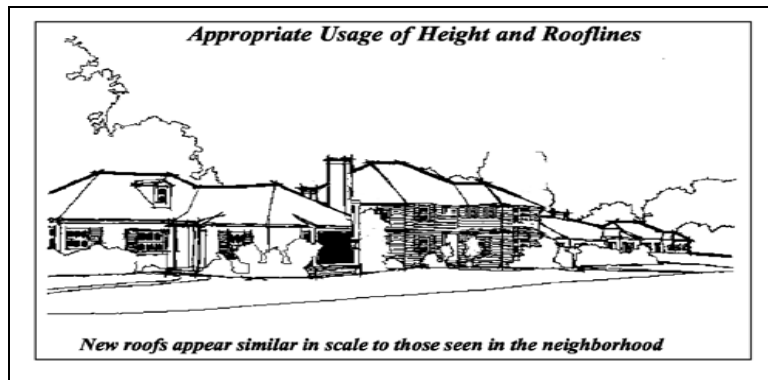 Appropriate Usage of Height and Rooflines
New roofs appear similar in scale to those seen in the neighborhood